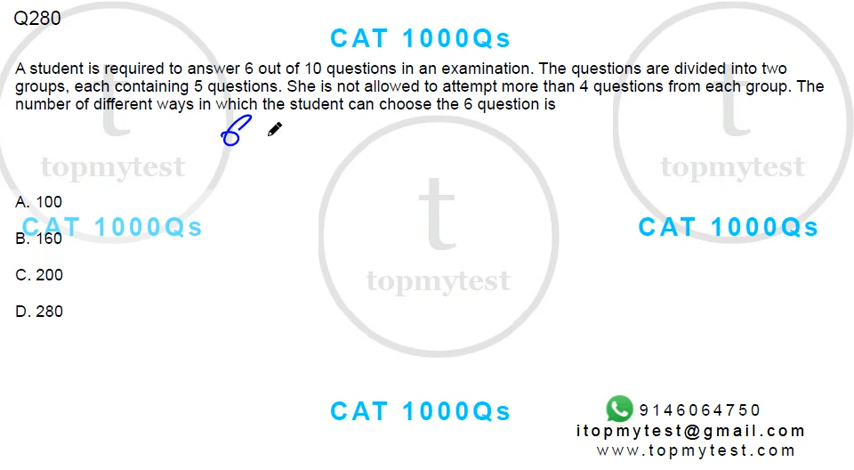 Q280
CAT 1000Qs
A student is required to answer 6 out of 10 questions in an examination. The questions are divided into two
groups, each containing 5 questions. She is not allowed to attempt more than 4 questions from each group. The
number of different ways in which the student can choose the 6 question is
6
t
topmytest
t
topmytest
A. 100
CAT 1000Qs
t
CAT 1000Qs
B. 160
C. 200
topmytest
D. 280
CAT 1000Qs
9146064750
itopmytest@gmail.com
www.topmytest.com